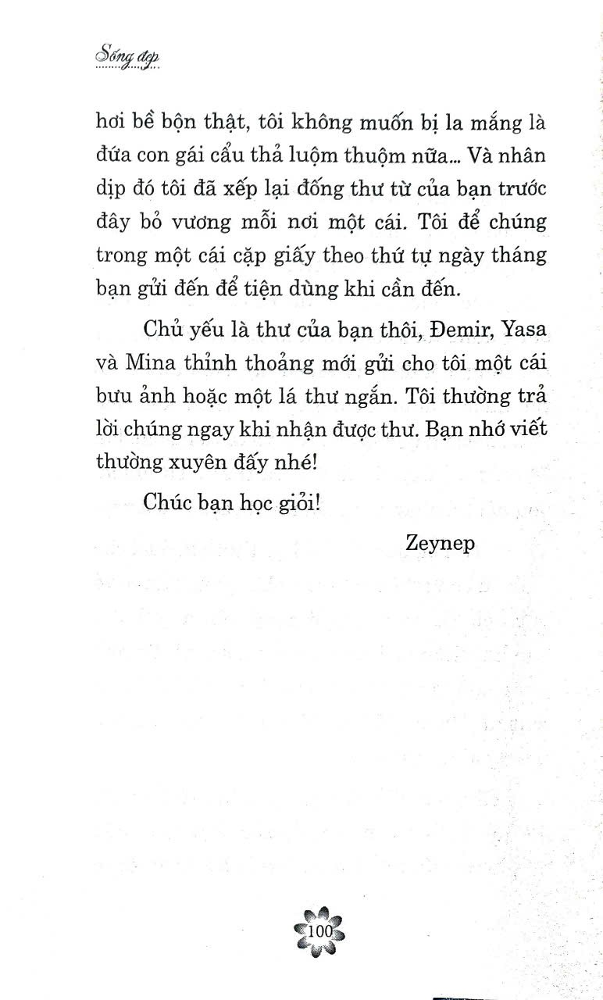 Sống đẹp
hơi bề bộn thật, tôi không muốn bị la mắng là
đứa con gái cẩu thả luộm thuộm nữa... Và nhân
dịp đó tôi đã xếp lại đống thư từ của bạn trước
đây bỏ vương mỗi nơi một cái. Tôi để chúng
trong một cái cặp giấy theo thứ tự ngày tháng
bạn gửi đến để tiện dùng khi cần đến.
Chủ yếu là thư của bạn thôi, Đemir, Yasa
và Mina thỉnh thoảng mới gửi cho tôi một cái
bưu ảnh hoặc một lá thư ngắn. Tôi thường trả
lời chúng ngay khi nhận được thư. Bạn nhớ viết
thường xuyên đấy nhé!
Chúc bạn học giỏi!
Zeynep
100